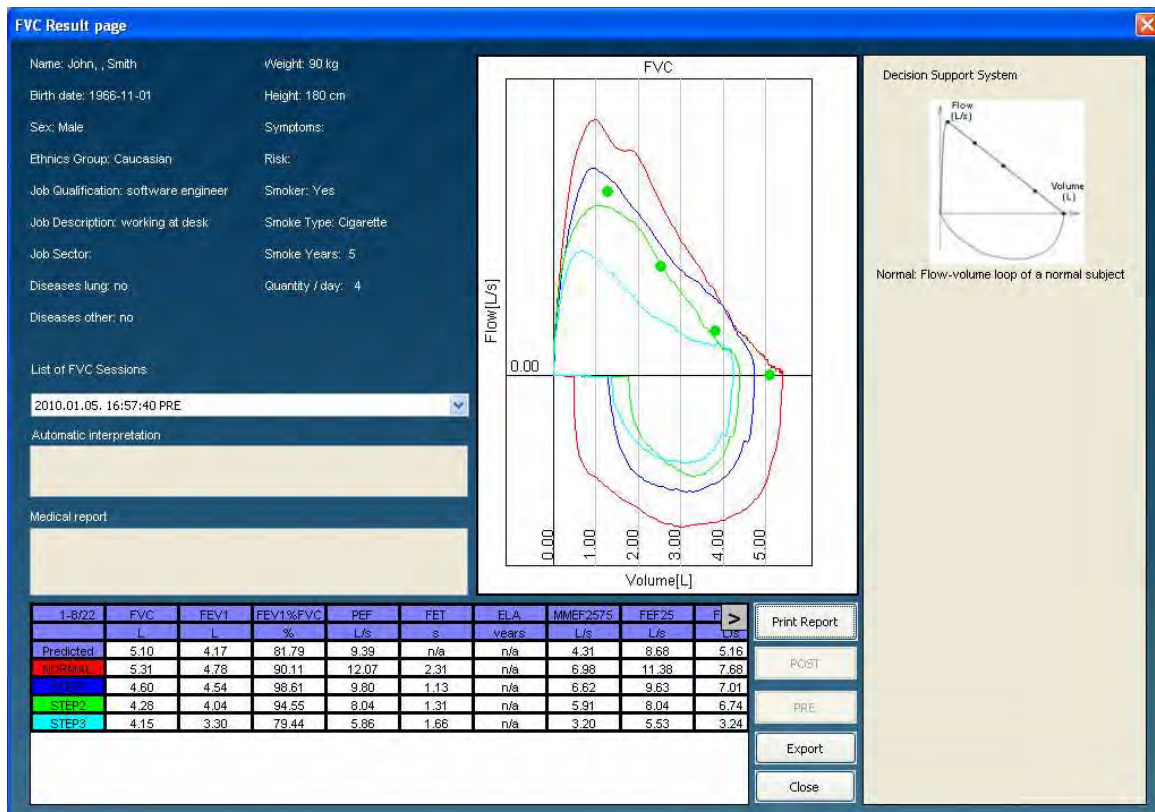 FVC Result page
Name: John, , Smith
Birth date: 1966-11-01
Sex: Male
Ethnics Group: Caucasian
Job Qualification: software engineer
Job Description: working at desk
Job Sector:
Diseases lung: no
Diseases other: no
Weight: 90 kg
Height: 180 cm
Symptoms:
Risk:
Smoker: Yes
Smoke Type: Cigarette
Smoke Years: 5
Quantity / day: 4
List of FVC Sessions
2010.01.05. 16:57:40 PRE
Automatic interpretation
Medical report
FVC
Flow[L/s]
0.00
0.00 1.00 2.00 3.00 4.00 5.00
Volume[L]
Decision Support System
Flow
(L/s)
Volume
(L)
Normal: Flow-volume loop of a normal subject
1-8/22 FVC FEV1 FEV1%FVC PEF FET ELA MMEF2575 FEF25 F >
L L % L/s s years L/s L/s L/s
Predicted 5.10 4.17 81.79 9.39 n/a n/a 4.31 8.68 5.16
NORMAL 5.31 4.78 90.11 12.07 2.31 n/a 6.98 11.38 7.68
4.60 4.54 98.61 9.80 1.13 n/a 6.62 9.63 7.01
STEP2 4.28 4.04 94.55 8.04 1.31 n/a 5.91 8.04 6.74
STEP3 4.15 3.30 79.44 5.86 1.66 n/a 3.20 5.53 3.24
Print Report
POST
PRE
Export
Close